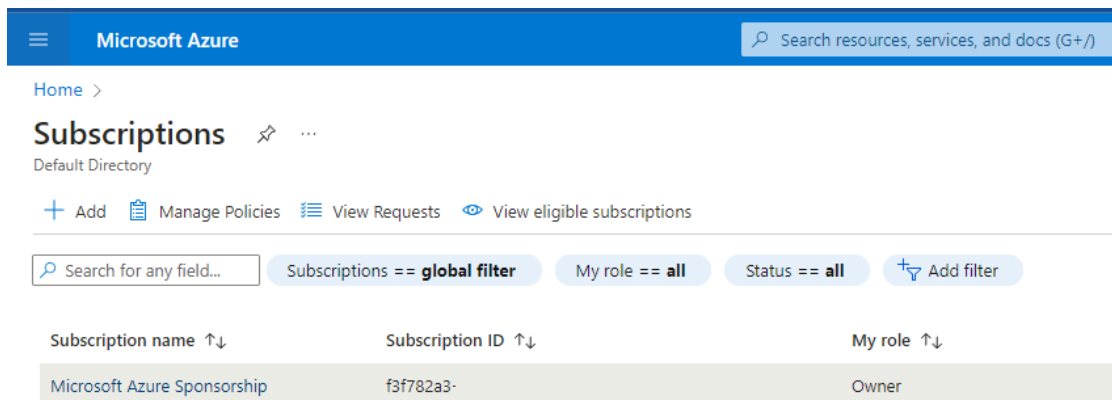 Microsoft Azure
Search resources, services, and docs (G+/)
Home >
Subscriptions ...
Default Directory
+ Add Manage Policies View Requests View eligible subscriptions
Search for any field... Subscriptions == global filter My role == all Status == all Add filter
Subscription name ↑↓ Subscription ID ↑↓ My role ↑↓
Microsoft Azure Sponsorship f3f782a3- Owner